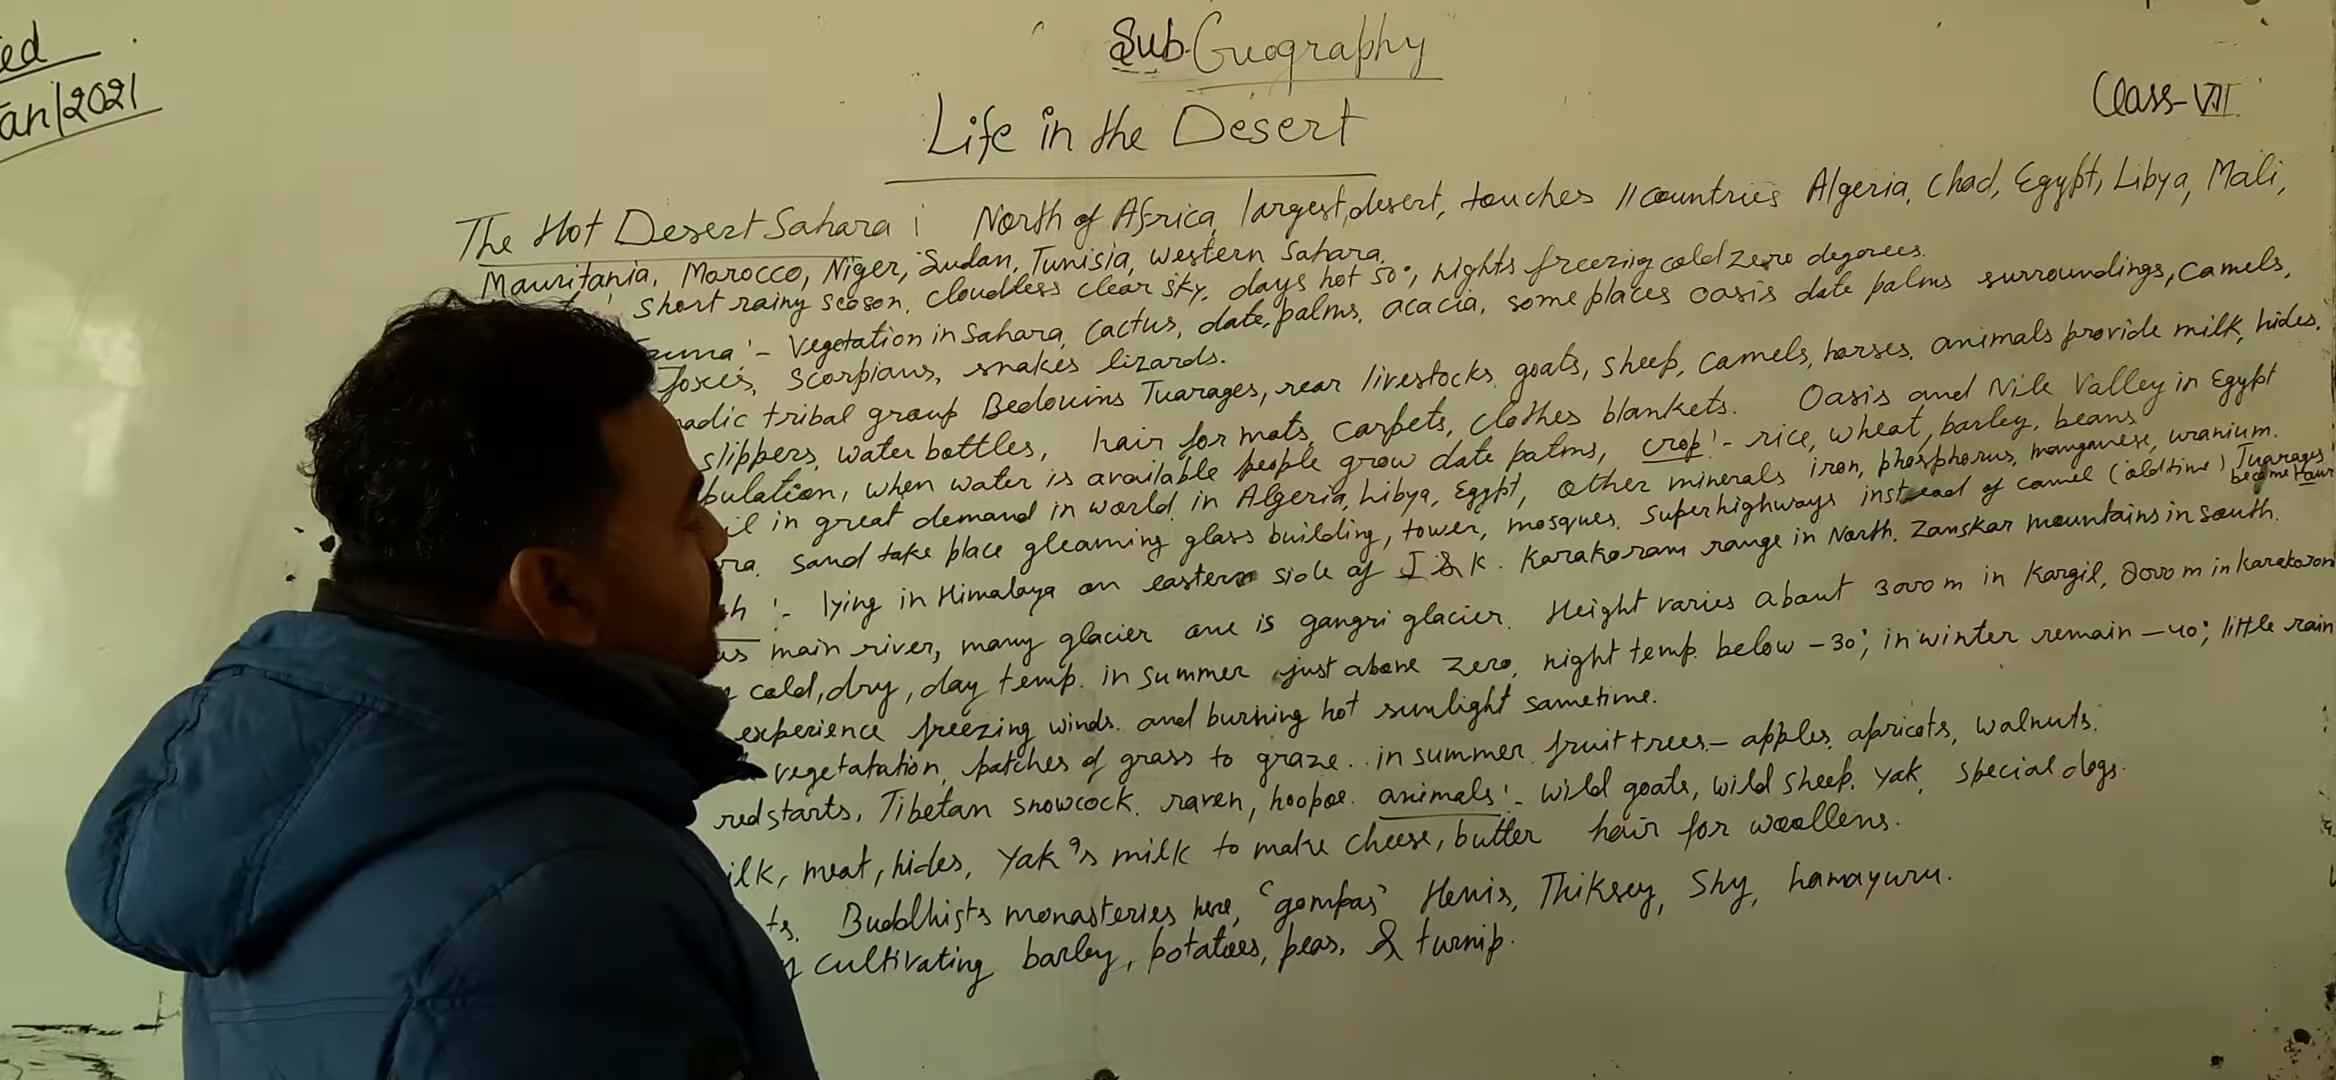 ed
an/2021
Sub. Geography
Class-VII
Life in the Desert
The Hot Desert Sahara : North of Africa, largest desert, touches 11 countries Algeria, Chad, Egypt, Libya, Mali,
Mauritania, Morocco, Niger, Sudan, Tunisia, western Sahara.
short rainy season, cloudless clear sky, days hot 50°, nights freezing cold zero degrees.
auna :- Vegetation in Sahara, Cactus, date, palms, acacia, some places oasis date palms surroundings, camels,
foxes, Scorpians, snakes lizards.
adic tribal group Bedouins Tuarages, rear livestocks goats, sheep, camels, horses, animals provide milk, hides,
slippers, water bottles, hair for mats, carpets, clothes blankets. Oasis and Nile Valley in Egypt
pulation, when water is available people grow date palms, crop :- rice, wheat, barley, beans
il in great demand in world in Algeria, Libya, Egypt, other minerals iron, phosphorus, manganese, uranium.
ra. sand take place gleaming glass building, tower, mosques, Superhighways instead of camel (old time) Tuarages become
h :- lying in Himalaya on eastern side of J & K. Karakoram range in North. Zanskar mountains in south.
us main river, many glacier one is gangri glacier. Height varies about 3000 m in Kargil, 8000 m in Karakoram
cold, dry, day temp. in summer just above zero, night temp. below -30°, in winter remain -40°, little rain
experience freezing winds and burning hot sunlight sametime.
vegetatation, patches of grass to graze.. in summer fruit trees - apples, apricots, walnuts.
redstarts, Tibetan snowcock, raven, hoopoe. animals :- wild goats, wild sheep, Yak, special dogs.
ilk, meat, hides, Yak's milk to make cheese, butter hair for woollens.
ts. Buddhists monasteries here, 'gompas' Hemis, Thiksey, Shy, Lamayuru.
y cultivating barley, potatoes, peas, & turnip.